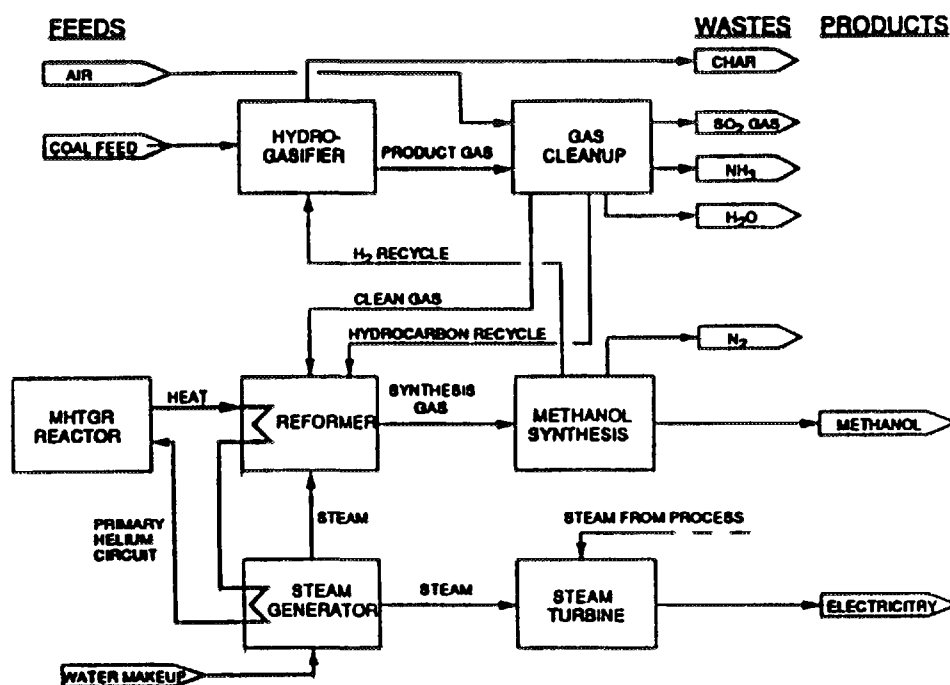 FEEDS
WASTES
PRODUCTS
AIR
CHAR
COAL FEED
HYDRO-
GASIFIER
PRODUCT GAS
GAS
CLEANUP
SO₂ GAS
NH₃
H₂O
H₂ RECYCLE
CLEAN GAS
HYDROCARBON RECYCLE
N₂
MHTGR
REACTOR
HEAT
REFORMER
SYNTHESIS
GAS
METHANOL
SYNTHESIS
METHANOL
PRIMARY
HELIUM
CIRCUIT
STEAM
STEAM FROM PROCESS
STEAM
GENERATOR
STEAM
STEAM
TURBINE
ELECTRICITRY
WATER MAKEUP